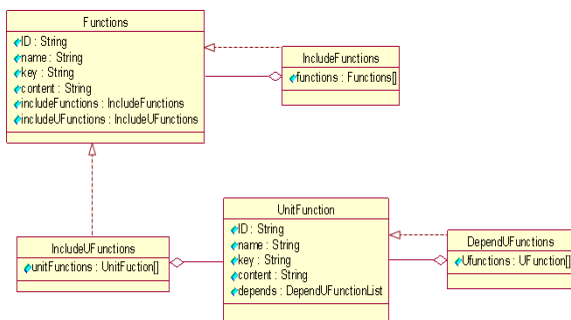 Functions
ID : String
name : String
key : String
content : String
includeFunctions : IncludeFunctions
includeUFunctions : IncludeUFunctions
IncludeFunctions
functions : Functions[]
IncludeUFunctions
unitFunctions : UnitFuction[]
UnitFunction
ID : String
name : String
key : String
content : String
depends : DependUFunctionList
DependUFunctions
Ufunctions : UFunction[]